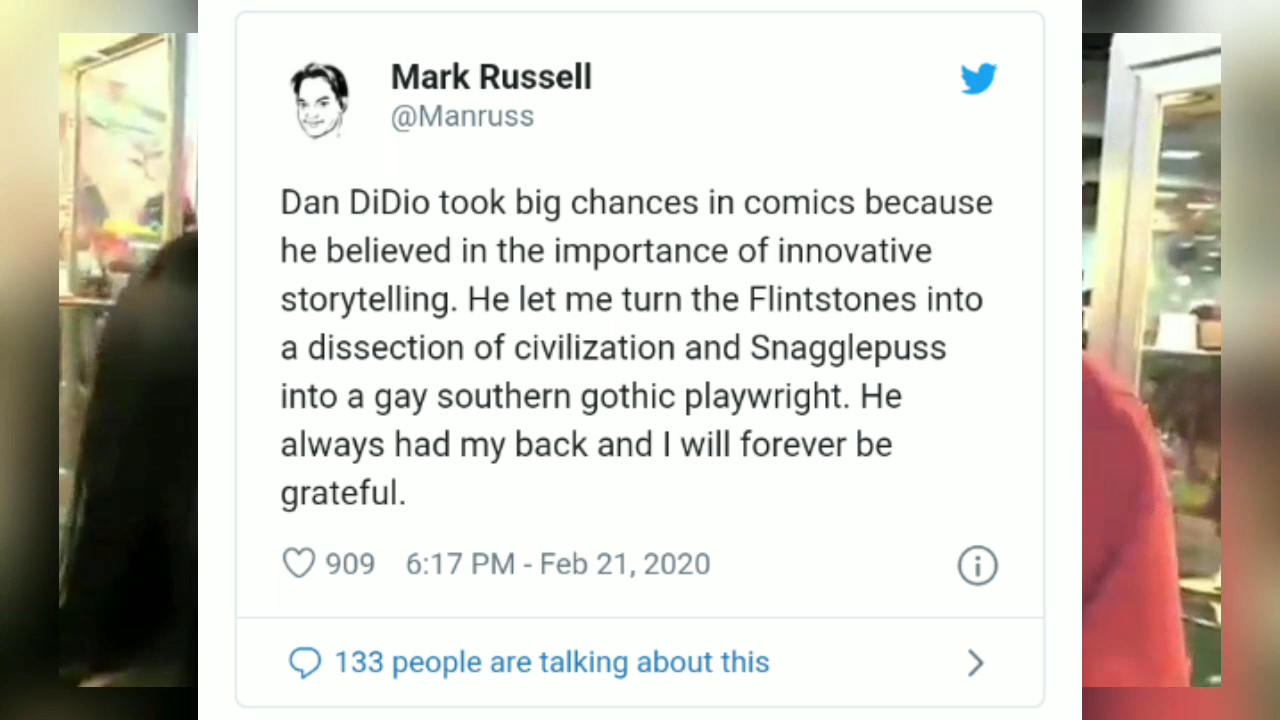 Mark Russell
@Manruss
Dan DiDio took big chances in comics because
he believed in the importance of innovative
storytelling. He let me turn the Flintstones into
a dissection of civilization and Snagglepuss
into a gay southern gothic playwright. He
always had my back and I will forever be
grateful.
909 6:17 PM - Feb 21, 2020
133 people are talking about this